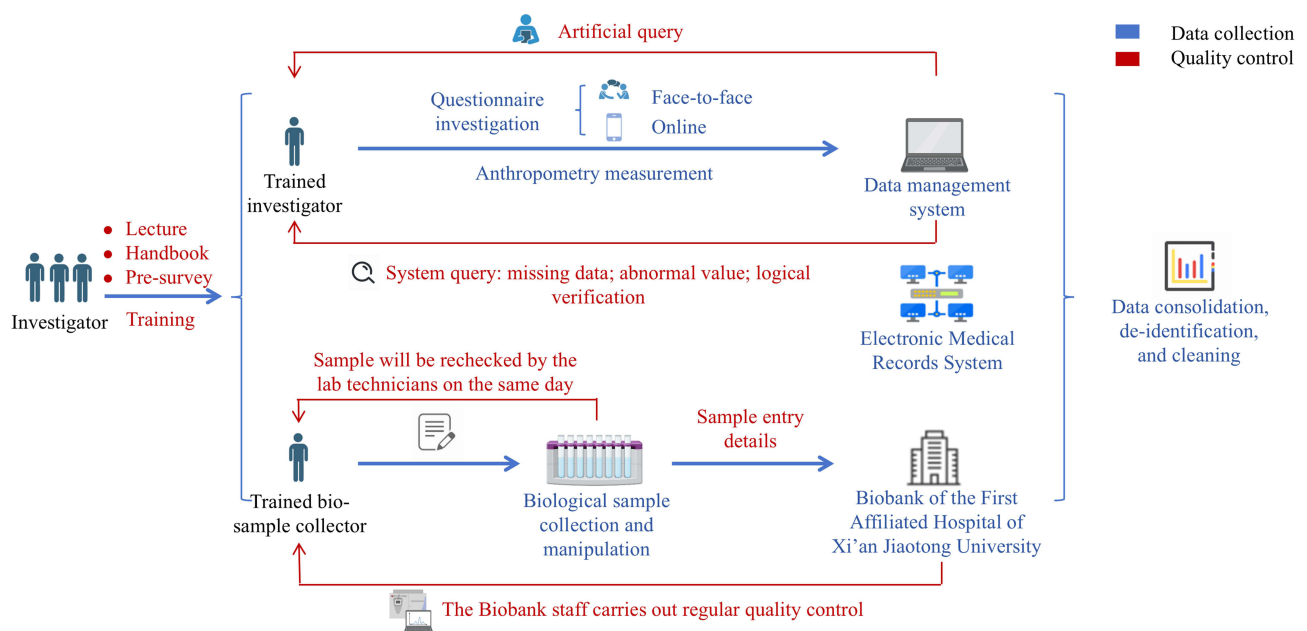 Artificial query
Data collection
Quality control
Questionnaire
investigation
Face-to-face
Online
Anthropometry measurement
Trained
investigator
Data management
system
Lecture
Handbook
Pre-survey
Investigator
Training
System query: missing data; abnormal value; logical
verification
Electronic Medical
Records System
Data consolidation,
de-identification,
and cleaning
Sample will be rechecked by the
lab technicians on the same day
Sample entry
details
Trained bio-
sample collector
Biological sample
collection and
manipulation
Biobank of the First
Affiliated Hospital of
Xi’an Jiaotong University
The Biobank staff carries out regular quality control